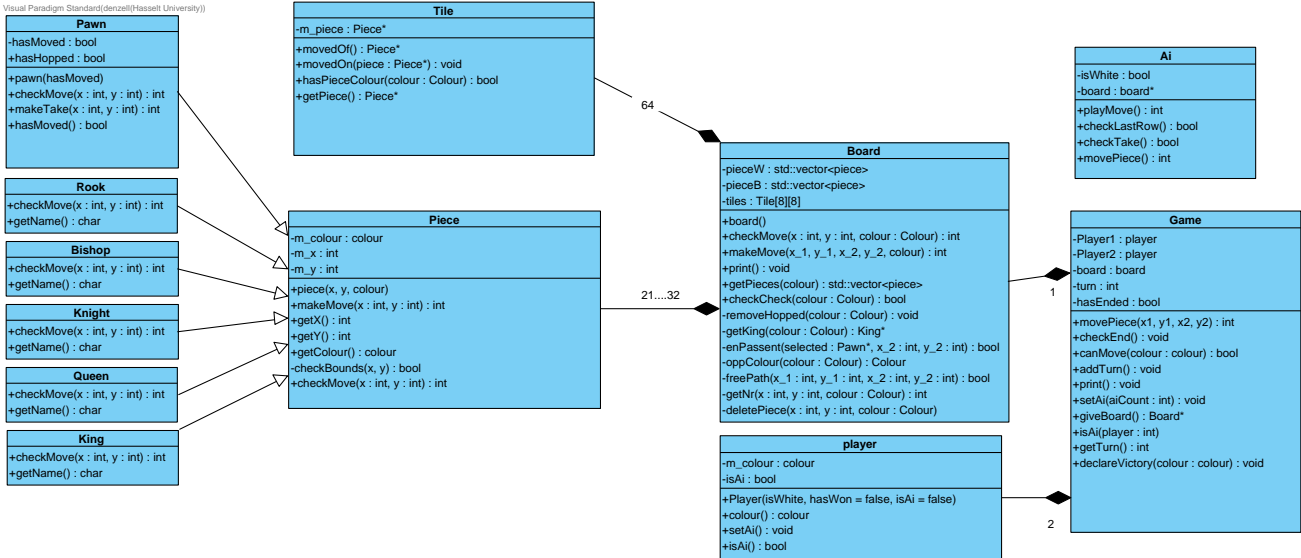 Visual Paradigm Standard(denzell(Hasselt University))
Pawn
-hasMoved : bool
+hasHopped : bool
+pawn(hasMoved)
+checkMove(x : int, y : int) : int
+makeTake(x : int, y : int) : int
+hasMoved() : bool
Rook
+checkMove(x : int, y : int) : int
+getName() : char
Bishop
+checkMove(x : int, y : int) : int
+getName() : char
Knight
+checkMove(x : int, y : int) : int
+getName() : char
Queen
+checkMove(x : int, y : int) : int
+getName() : char
King
+checkMove(x : int, y : int) : int
+getName() : char
Tile
-m_piece : Piece*
+movedOf() : Piece*
+movedOn(piece : Piece*) : void
+hasPieceColour(colour : Colour) : bool
+getPiece() : Piece*
Piece
-m_colour : colour
-m_x : int
-m_y : int
+piece(x, y, colour)
+makeMove(x : int, y : int) : int
+getX() : int
+getY() : int
+getColour() : colour
-checkBounds(x, y) : bool
+checkMove(x : int, y : int) : int
64
21....32
Board
-pieceW : std::vector<piece>
-pieceB : std::vector<piece>
-tiles : Tile[8][8]
+board()
+checkMove(x : int, y : int, colour : Colour) : int
+makeMove(x_1, y_1, x_2, y_2, colour) : int
+print() : void
+getPieces(colour) : std::vector<piece>
+checkCheck(colour : Colour) : bool
-removeHopped(colour : Colour) : void
-getKing(colour : Colour) : King*
-enPassent(selected : Pawn*, x_2 : int, y_2 : int) : bool
-oppColour(colour : Colour) : Colour
-freePath(x_1 : int, y_1 : int, x_2 : int, y_2 : int) : bool
-getNr(x : int, y : int, colour : Colour) : int
-deletePiece(x : int, y : int, colour : Colour)
player
-m_colour : colour
-isAi : bool
+Player(isWhite, hasWon = false, isAi = false)
+colour() : colour
+setAi() : void
+isAi() : bool
1
2
Ai
-isWhite : bool
-board : board*
+playMove() : int
+checkLastRow() : bool
+checkTake() : bool
+movePiece() : int
Game
-Player1 : player
-Player2 : player
-board : board
-turn : int
-hasEnded : bool
+movePiece(x1, y1, x2, y2) : int
+checkEnd() : void
+canMove(colour : colour) : bool
+addTurn() : void
+print() : void
+setAi(aiCount : int) : void
+giveBoard() : Board*
+isAi(player : int)
+getTurn() : int
+declareVictory(colour : colour) : void